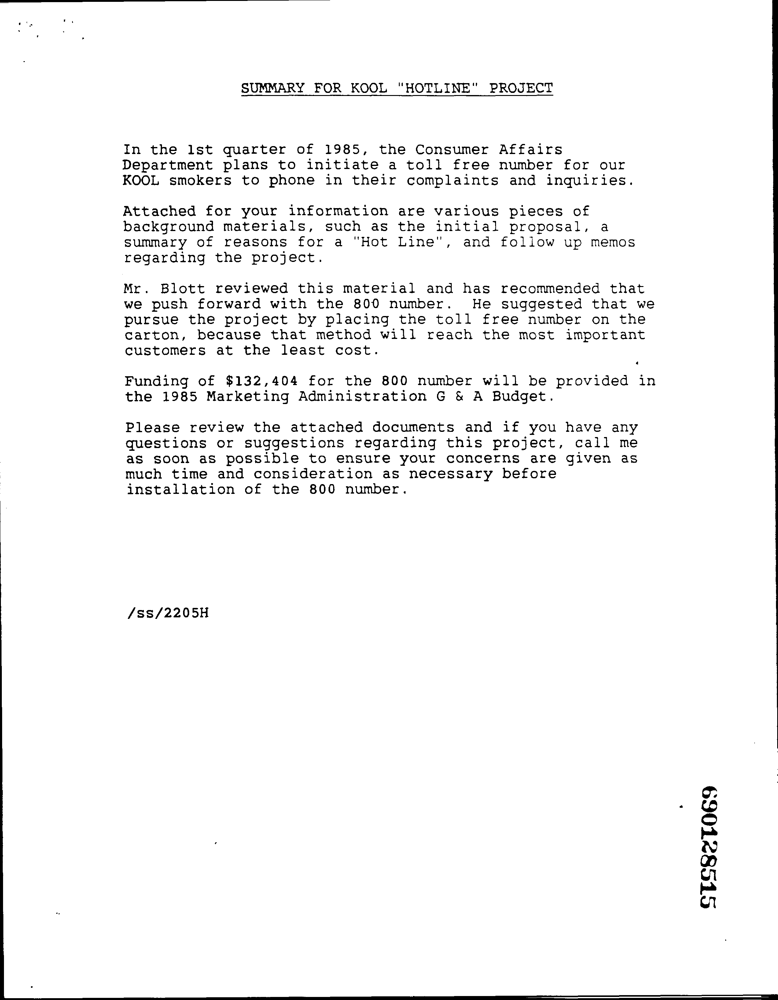 SUMMARY FOR KOOL "HOTLINE" PROJECT
In the 1st quarter of 1985, the Consumer Affairs
Department plans to initiate a toll free number for our
KOOL smokers to phone in their complaints and inquiries.
Attached for your information are various pieces of
background materials, such as the initial proposal, a
summary of reasons for a "Hot Line", and follow up memos
regarding the project.
Mr. Blott reviewed this material and has recommended that
we push forward with the 800 number. He suggested that we
pursue the project by placing the toll free number on the
carton, because that method will reach the most important
customers at the least cost.
Funding of $132,404 for the 800 number will be provided in
the 1985 Marketing Administration G & A Budget.
Please review the attached documents and if you have any
questions or suggestions regarding this project, call me
as soon as possible to ensure your concerns are given as
much time and consideration as necessary before
installation of the 800 number.
/ss/2205H
690128515